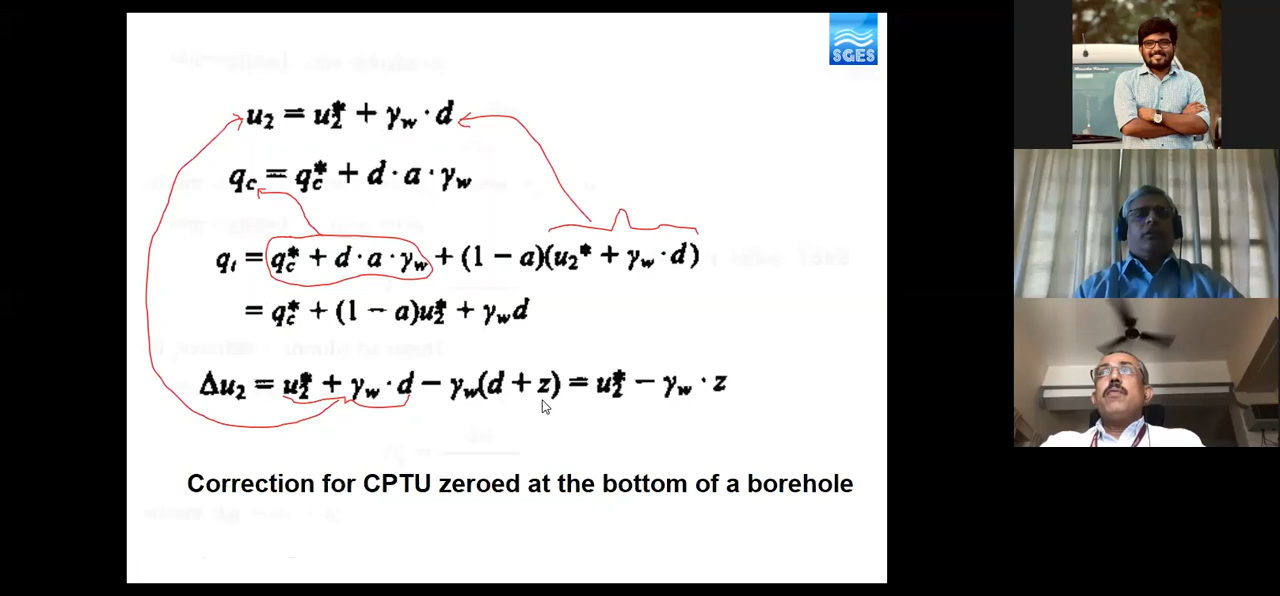 SGES
u₂ = u₂* + γw · d
qc = qc* + d · a · γw
qt = qc* + d · a · γw + (1 − a)(u₂* + γw · d)
= qc* + (1 − a)u₂* + γwd
Δu₂ = u₂* + γw · d − γw(d + z) = u₂* − γw · z
Correction for CPTU zeroed at the bottom of a borehole